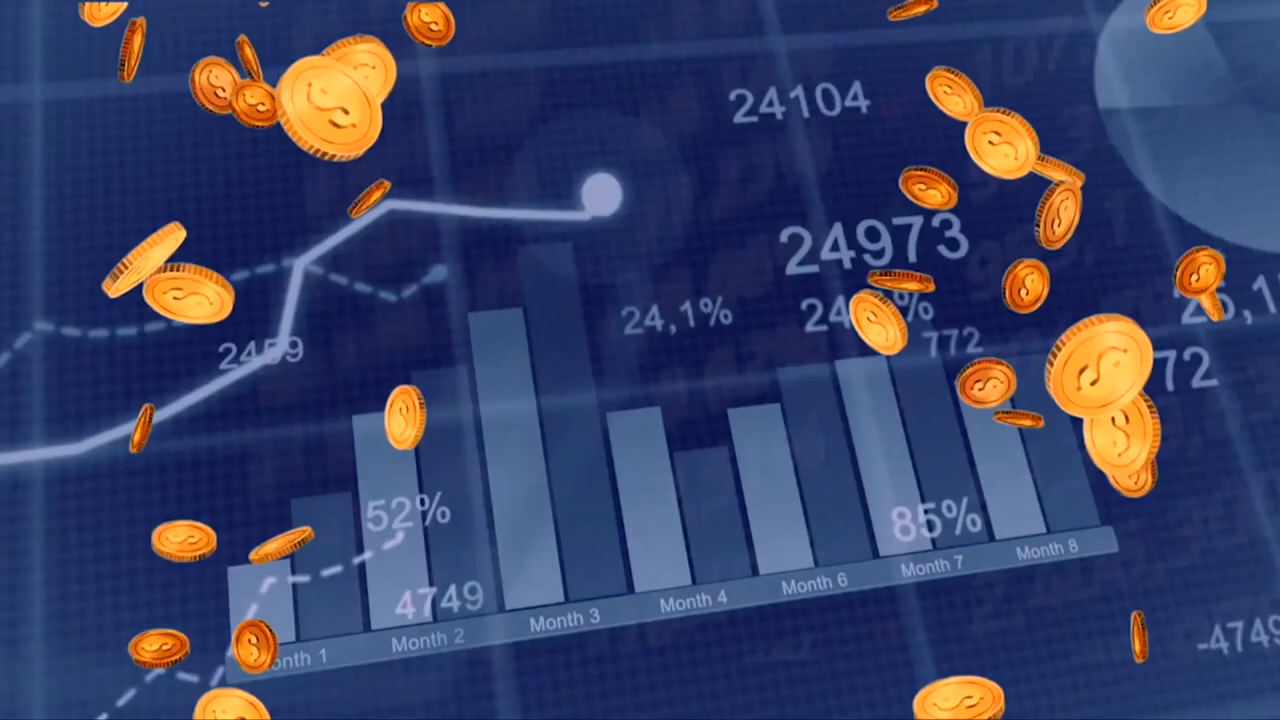 24104
24973
24,1%
772
72
2459
52%
85%
4749
Month 2
Month 3
Month 4
Month 6
Month 7
Month 8
-4749